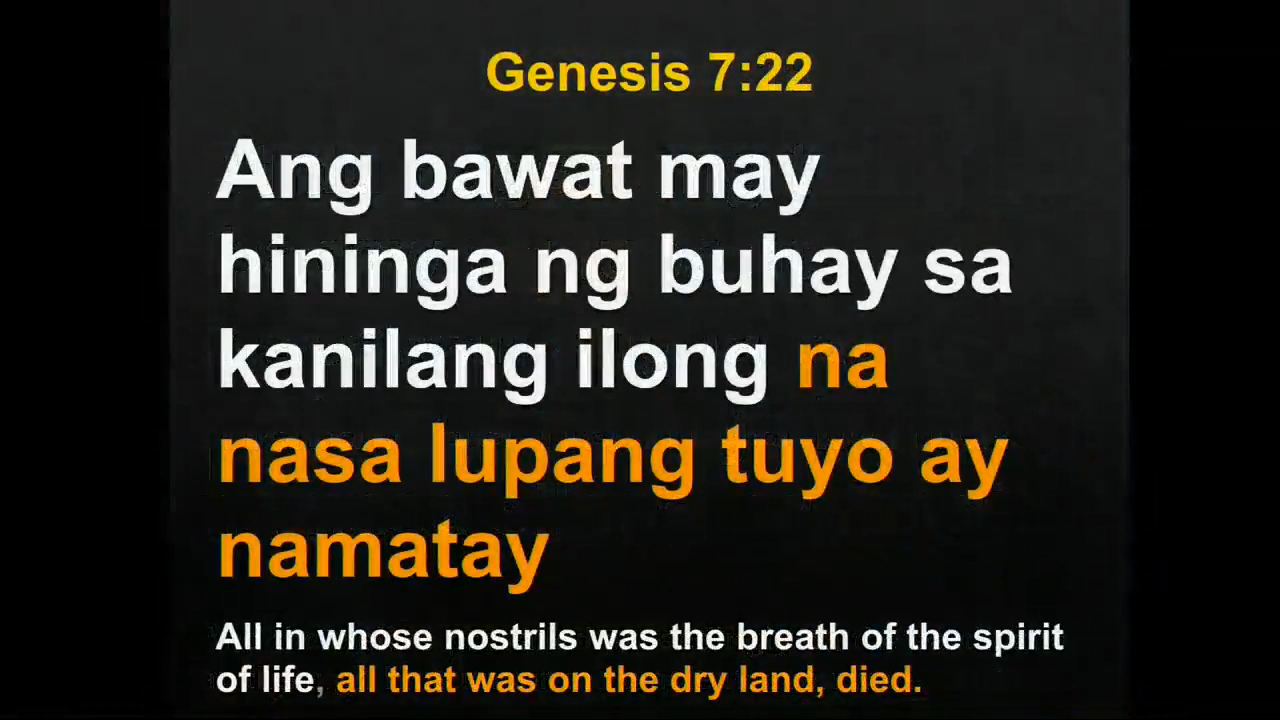 Genesis 7:22
Ang bawat may
hininga ng buhay sa
kanilang ilong na
nasa lupang tuyo ay
namatay
All in whose nostrils was the breath of the spirit
of life, all that was on the dry land, died.